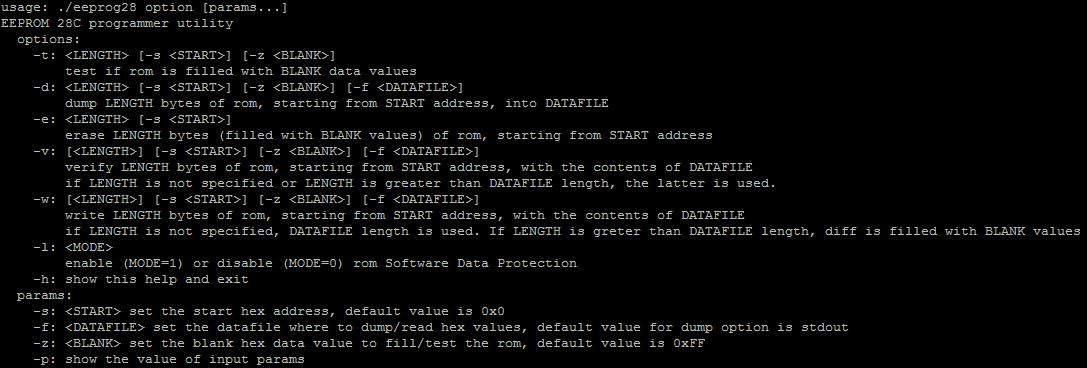 usage: ./eeprog28 option [params...]
EEPROM 28C programmer utility
options:
-t: <LENGTH> [-s <START>] [-z <BLANK>]
test if rom is filled with BLANK data values
-d: <LENGTH> [-s <START>] [-z <BLANK>] [-f <DATAFILE>]
dump LENGTH bytes of rom, starting from START address, into DATAFILE
-e: <LENGTH> [-s <START>]
erase LENGTH bytes (filled with BLANK values) of rom, starting from START address
-v: [<LENGTH>] [-s <START>] [-z <BLANK>] [-f <DATAFILE>]
verify LENGTH bytes of rom, starting from START address, with the contents of DATAFILE
if LENGTH is not specified or LENGTH is greater than DATAFILE length, the latter is used.
-w: [<LENGTH>] [-s <START>] [-z <BLANK>] [-f <DATAFILE>]
write LENGTH bytes of rom, starting from START address, with the contents of DATAFILE
if LENGTH is not specified, DATAFILE length is used. If LENGTH is greter than DATAFILE length, diff is filled with BLANK values
-l: <MODE>
enable (MODE=1) or disable (MODE=0) rom Software Data Protection
-h: show this help and exit
params:
-s: <START> set the start hex address, default value is 0x0
-f: <DATAFILE> set the datafile where to dump/read hex values, default value for dump option is stdout
-z: <BLANK> set the blank hex data value to fill/test the rom, default value is 0xFF
-p: show the value of input params